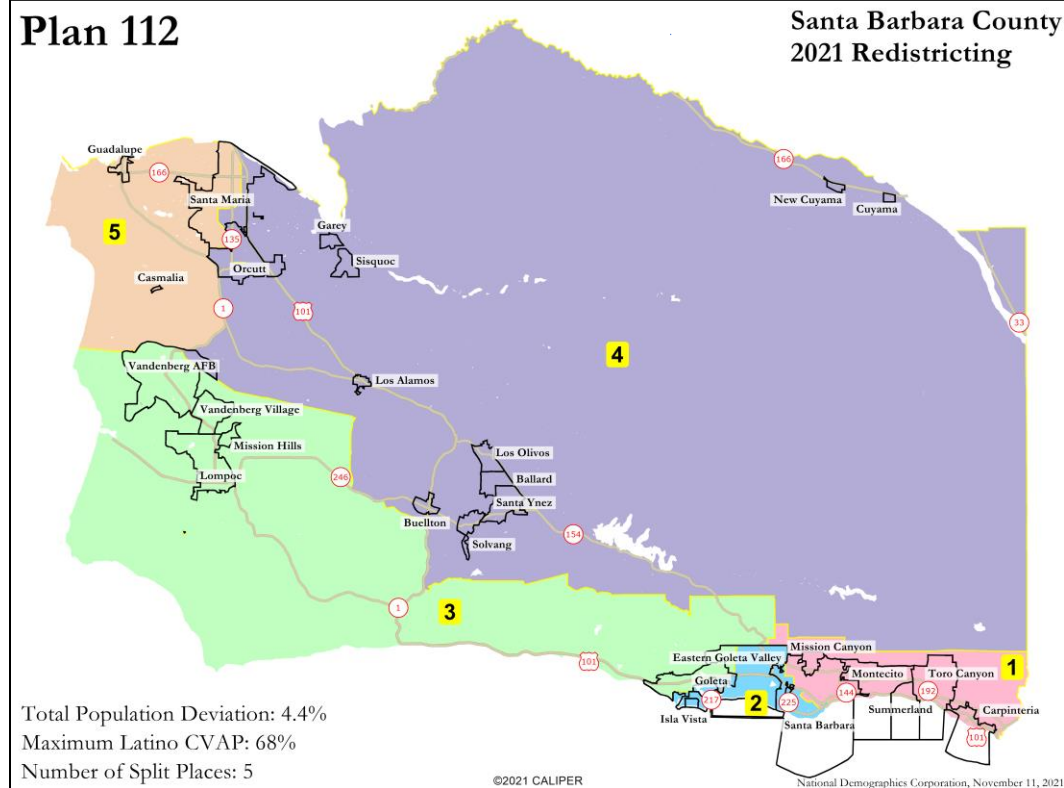 Plan 112
Santa Barbara County
2021 Redistricting
Guadalupe
166
Santa Maria
5
135
Orcutt
Casmalia
1
101
Garey
Sisquoc
166
New Cuyama
Cuyama
33
4
Vandenberg AFB
Vandenberg Village
Mission Hills
Lompoc
246
Los Alamos
Los Olivos
Ballard
Santa Ynez
Buellton
Solvang
154
1
3
101
Eastern Goleta Valley
Mission Canyon
Goleta
Montecito
Toro Canyon
1
217
2
225
144
192
Isla Vista
Santa Barbara
Summerland
Carpinteria
101
Total Population Deviation: 4.4%
Maximum Latino CVAP: 68%
Number of Split Places: 5
©2021 CALIPER
National Demographics Corporation, November 11, 2021